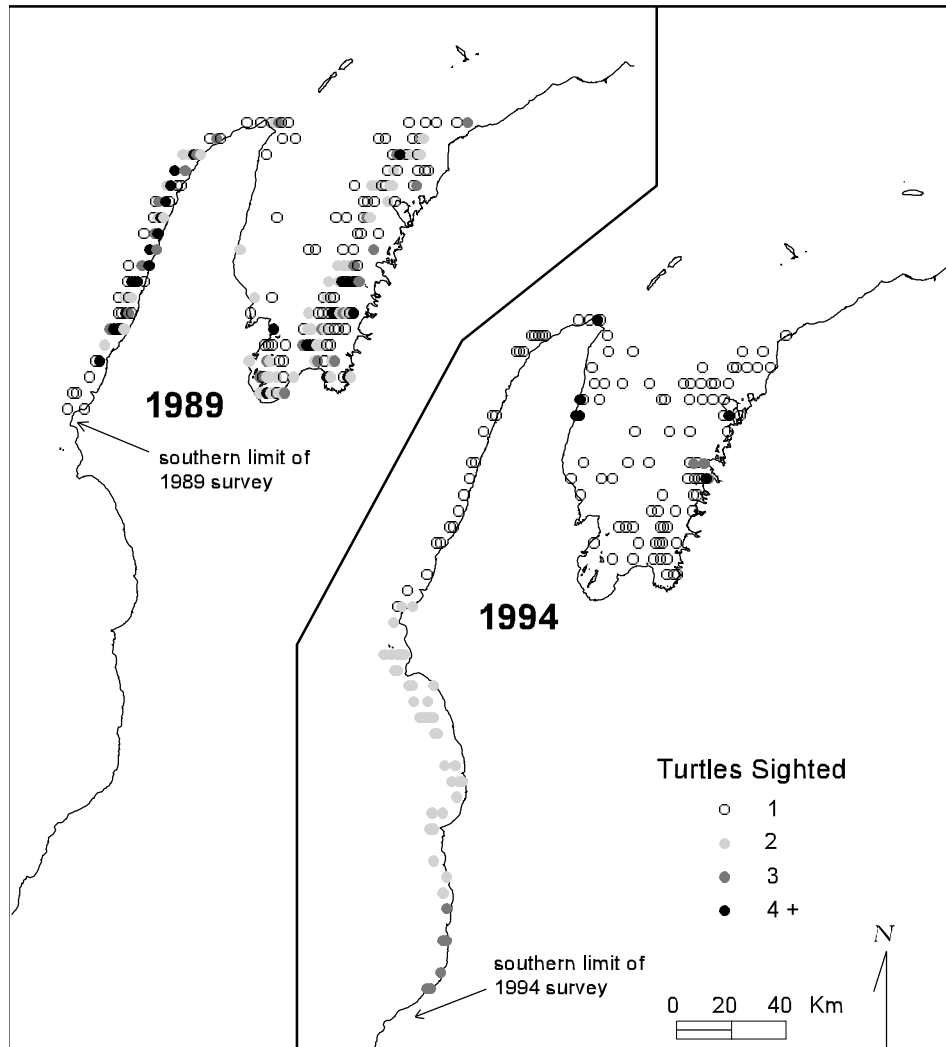 1989
southern limit of
1989 survey
1994
Turtles Sighted
1
2
3
4 +
southern limit of
1994 survey
N
0 20 40 Km